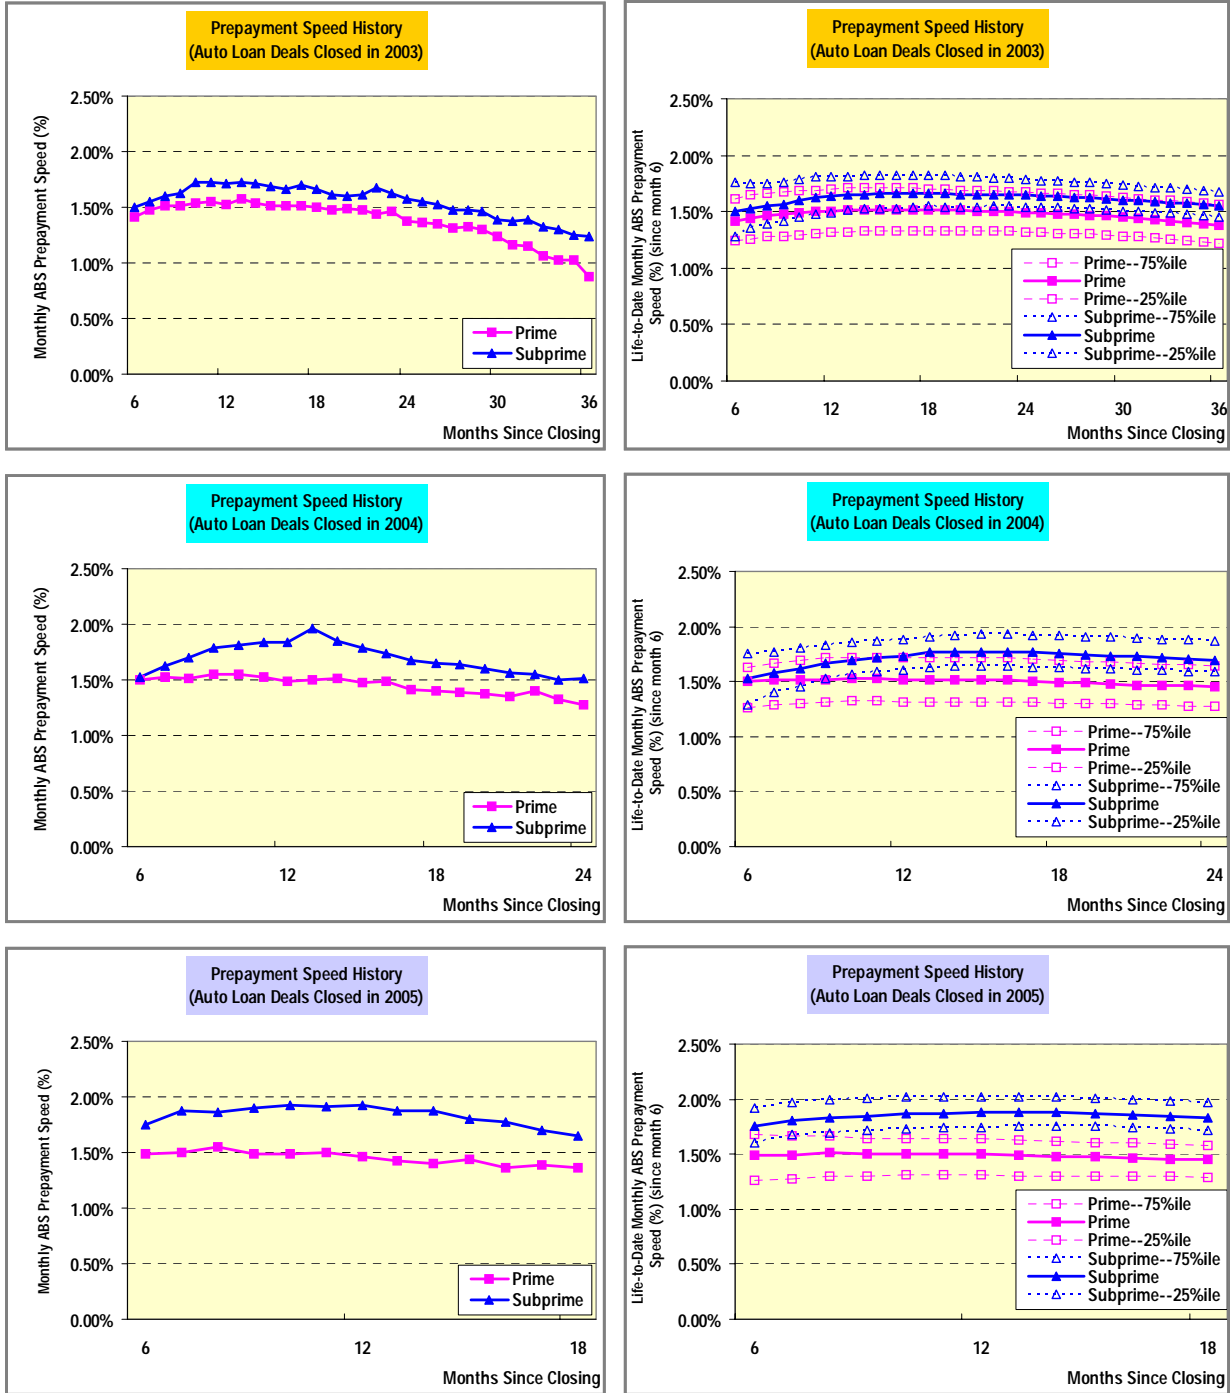 Prepayment Speed History
(Auto Loan Deals Closed in 2003)
Monthly ABS Prepayment Speed (%)
2.50%
2.00%
1.50%
1.00%
0.50%
0.00%
Prime
Subprime
6 12 18 24 30 36
Months Since Closing
Prepayment Speed History
(Auto Loan Deals Closed in 2003)
Life-to-Date Monthly ABS Prepayment
Speed (%) (since month 6)
2.50%
2.00%
1.50%
1.00%
0.50%
0.00%
Prime--75%ile
Prime
Prime--25%ile
Subprime--75%ile
Subprime
Subprime--25%ile
6 12 18 24 30 36
Months Since Closing
Prepayment Speed History
(Auto Loan Deals Closed in 2004)
Monthly ABS Prepayment Speed (%)
2.50%
2.00%
1.50%
1.00%
0.50%
0.00%
Prime
Subprime
6 12 18 24
Months Since Closing
Prepayment Speed History
(Auto Loan Deals Closed in 2004)
Life-to-Date Monthly ABS Prepayment
Speed (%) (since month 6)
2.50%
2.00%
1.50%
1.00%
0.50%
0.00%
Prime--75%ile
Prime
Prime--25%ile
Subprime--75%ile
Subprime
Subprime--25%ile
6 12 18 24
Months Since Closing
Prepayment Speed History
(Auto Loan Deals Closed in 2005)
Monthly ABS Prepayment Speed (%)
2.50%
2.00%
1.50%
1.00%
0.50%
0.00%
Prime
Subprime
6 12 18
Months Since Closing
Prepayment Speed History
(Auto Loan Deals Closed in 2005)
Life-to-Date Monthly ABS Prepayment
Speed (%) (since month 6)
2.50%
2.00%
1.50%
1.00%
0.50%
0.00%
Prime--75%ile
Prime
Prime--25%ile
Subprime--75%ile
Subprime
Subprime--25%ile
6 12 18
Months Since Closing